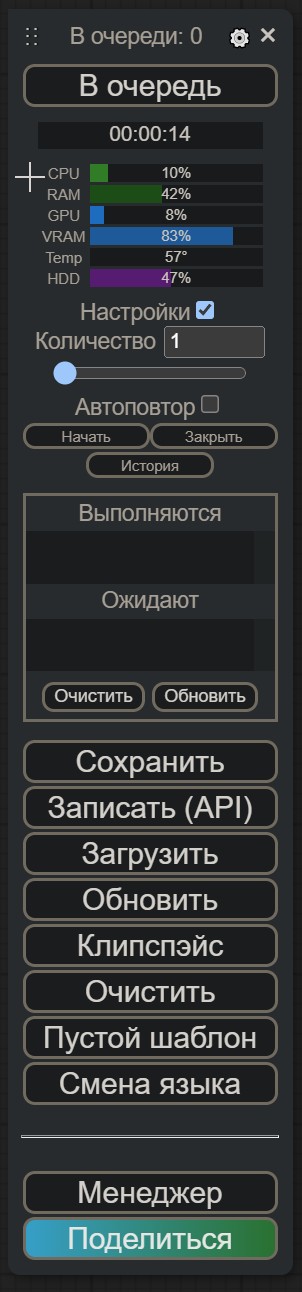 В очереди: 0 ×
В очередь
00:00:14
CPU 10%
RAM 42%
GPU 8%
VRAM 83%
Temp 57°
HDD 47%
Настройки
Количество 1
Автоповтор
Начать Закрыть
История
Выполняются
Ожидают
Очистить Обновить
Сохранить
Записать (API)
Загрузить
Обновить
Клипспэйс
Очистить
Пустой шаблон
Смена языка
Менеджер
Поделиться